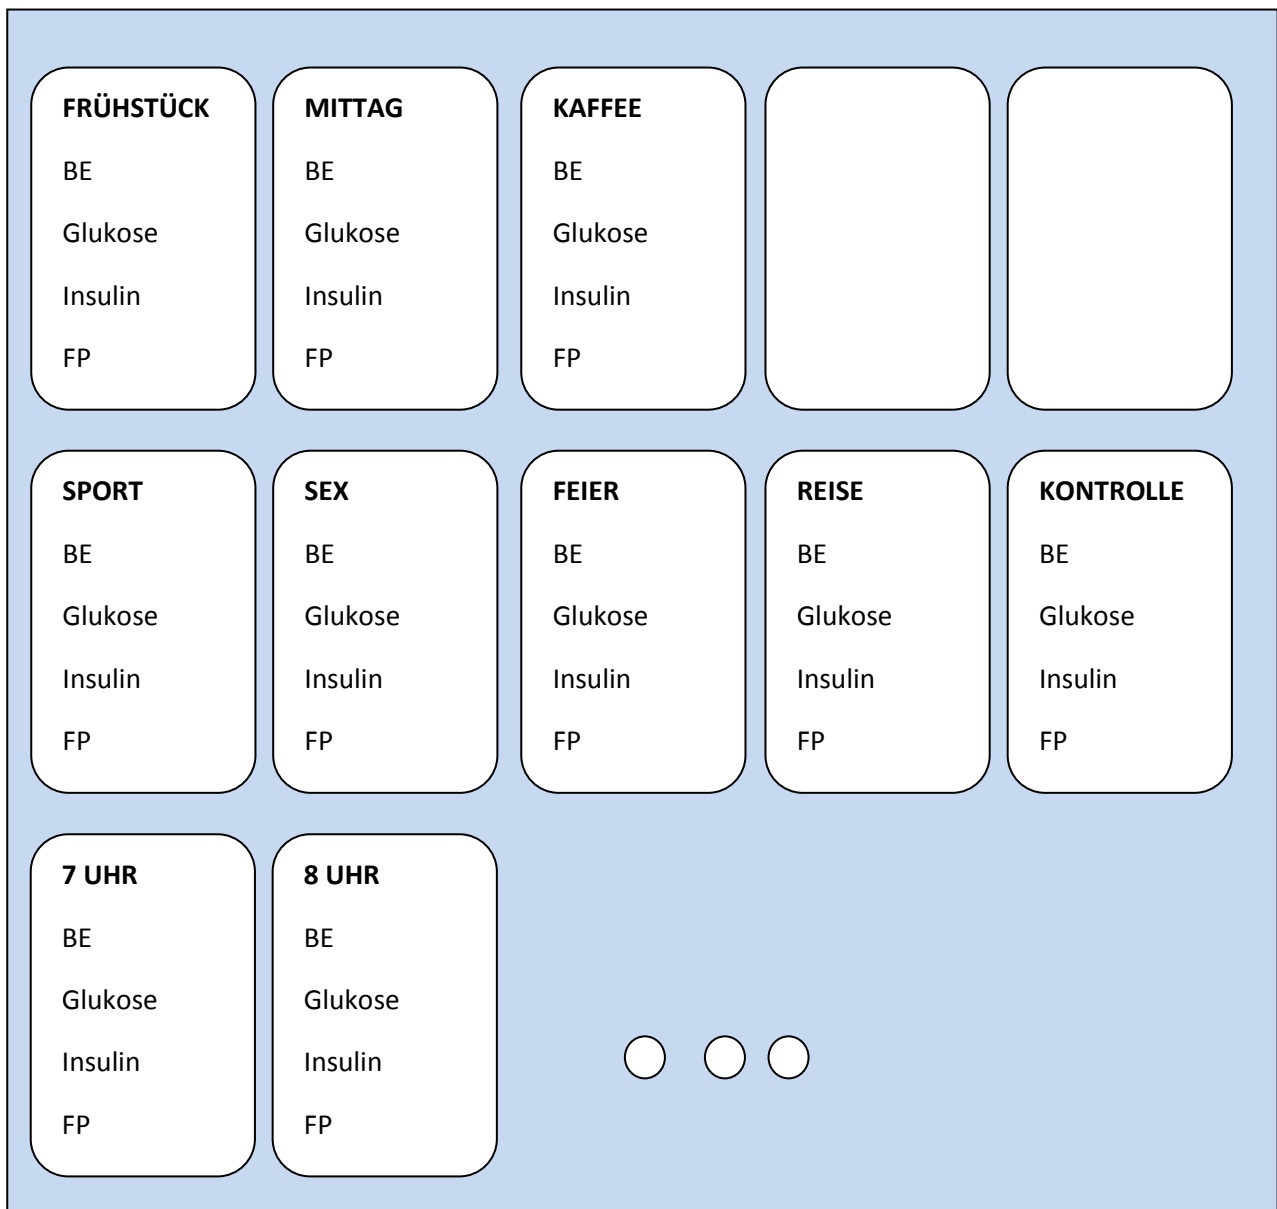 FRÜHSTÜCK
BE
Glukose
Insulin
FP
MITTAG
BE
Glukose
Insulin
FP
KAFFEE
BE
Glukose
Insulin
FP
SPORT
BE
Glukose
Insulin
FP
SEX
BE
Glukose
Insulin
FP
FEIER
BE
Glukose
Insulin
FP
REISE
BE
Glukose
Insulin
FP
KONTROLLE
BE
Glukose
Insulin
FP
7 UHR
BE
Glukose
Insulin
FP
8 UHR
BE
Glukose
Insulin
FP